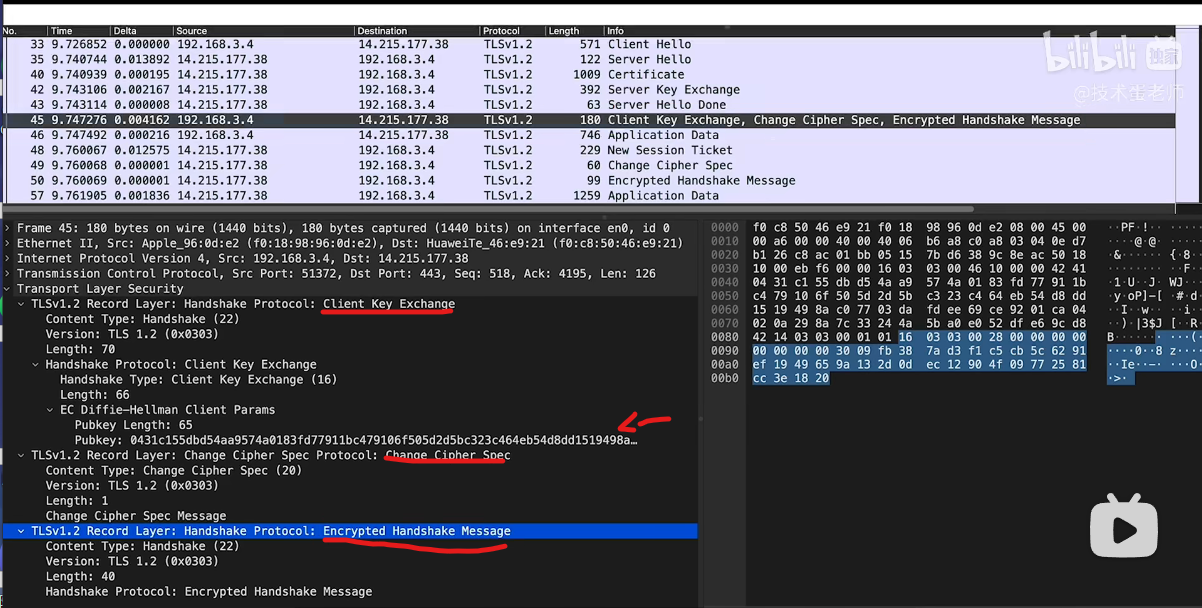 No. Time Delta Source Destination Protocol Length Info
33 9.726852 0.000000 192.168.3.4 14.215.177.38 TLSv1.2 571 Client Hello
35 9.740744 0.013892 14.215.177.38 192.168.3.4 TLSv1.2 122 Server Hello
40 9.740939 0.000195 14.215.177.38 192.168.3.4 TLSv1.2 1009 Certificate
42 9.743106 0.002167 14.215.177.38 192.168.3.4 TLSv1.2 392 Server Key Exchange
43 9.743114 0.000008 14.215.177.38 192.168.3.4 TLSv1.2 63 Server Hello Done
45 9.747276 0.004162 192.168.3.4 14.215.177.38 TLSv1.2 180 Client Key Exchange, Change Cipher Spec, Encrypted Handshake Message
46 9.747492 0.000216 192.168.3.4 14.215.177.38 TLSv1.2 746 Application Data
48 9.760067 0.012575 14.215.177.38 192.168.3.4 TLSv1.2 229 New Session Ticket
49 9.760068 0.000001 14.215.177.38 192.168.3.4 TLSv1.2 60 Change Cipher Spec
50 9.760069 0.000001 14.215.177.38 192.168.3.4 TLSv1.2 99 Encrypted Handshake Message
57 9.761905 0.001836 14.215.177.38 192.168.3.4 TLSv1.2 1259 Application Data
bilibili 独家
@技术蛋老师
Frame 45: 180 bytes on wire (1440 bits), 180 bytes captured (1440 bits) on interface en0, id 0
Ethernet II, Src: Apple_96:0d:e2 (f0:18:98:96:0d:e2), Dst: HuaweiTe_46:e9:21 (f0:c8:50:46:e9:21)
Internet Protocol Version 4, Src: 192.168.3.4, Dst: 14.215.177.38
Transmission Control Protocol, Src Port: 51372, Dst Port: 443, Seq: 518, Ack: 4195, Len: 126
Transport Layer Security
TLSv1.2 Record Layer: Handshake Protocol: Client Key Exchange
Content Type: Handshake (22)
Version: TLS 1.2 (0x0303)
Length: 70
Handshake Protocol: Client Key Exchange
Handshake Type: Client Key Exchange (16)
Length: 66
EC Diffie-Hellman Client Params
Pubkey Length: 65
Pubkey: 0431c155dbd54aa9574a0183fd77911bc479106f505d2d5bc323c464eb54d8dd1519498a…
TLSv1.2 Record Layer: Change Cipher Spec Protocol: Change Cipher Spec
Content Type: Change Cipher Spec (20)
Version: TLS 1.2 (0x0303)
Length: 1
Change Cipher Spec Message
TLSv1.2 Record Layer: Handshake Protocol: Encrypted Handshake Message
Content Type: Handshake (22)
Version: TLS 1.2 (0x0303)
Length: 40
Handshake Protocol: Encrypted Handshake Message
0000 f0 c8 50 46 e9 21 f0 18 98 96 0d e2 08 00 45 00
0010 00 a6 00 00 40 00 40 06 b6 a8 c0 a8 03 04 0e d7
0020 b1 26 c8 ac 01 bb 05 15 7b d6 38 9c 8e ac 50 18
0030 10 00 eb f6 00 00 16 03 03 00 46 10 00 00 42 41
0040 04 31 c1 55 db d5 4a a9 57 4a 01 83 fd 77 91 1b
0050 c4 79 10 6f 50 5d 2d 5b c3 23 c4 64 eb 54 d8 dd
0060 15 19 49 8a c0 77 03 da fd ee 69 ce 92 01 ca 04
0070 02 0a 29 8a 7c 33 24 4a 5b a0 e0 52 df e6 9c d8
0080 42 14 03 03 00 01 01 16 03 03 00 28 00 00 00 00
0090 00 00 00 00 30 09 fb 38 7a d3 f1 c5 cb 5c 62 91
00a0 ef 19 49 65 9a 13 2d 0d ec 12 90 4f 09 77 25 81
00b0 cc 3e 18 20